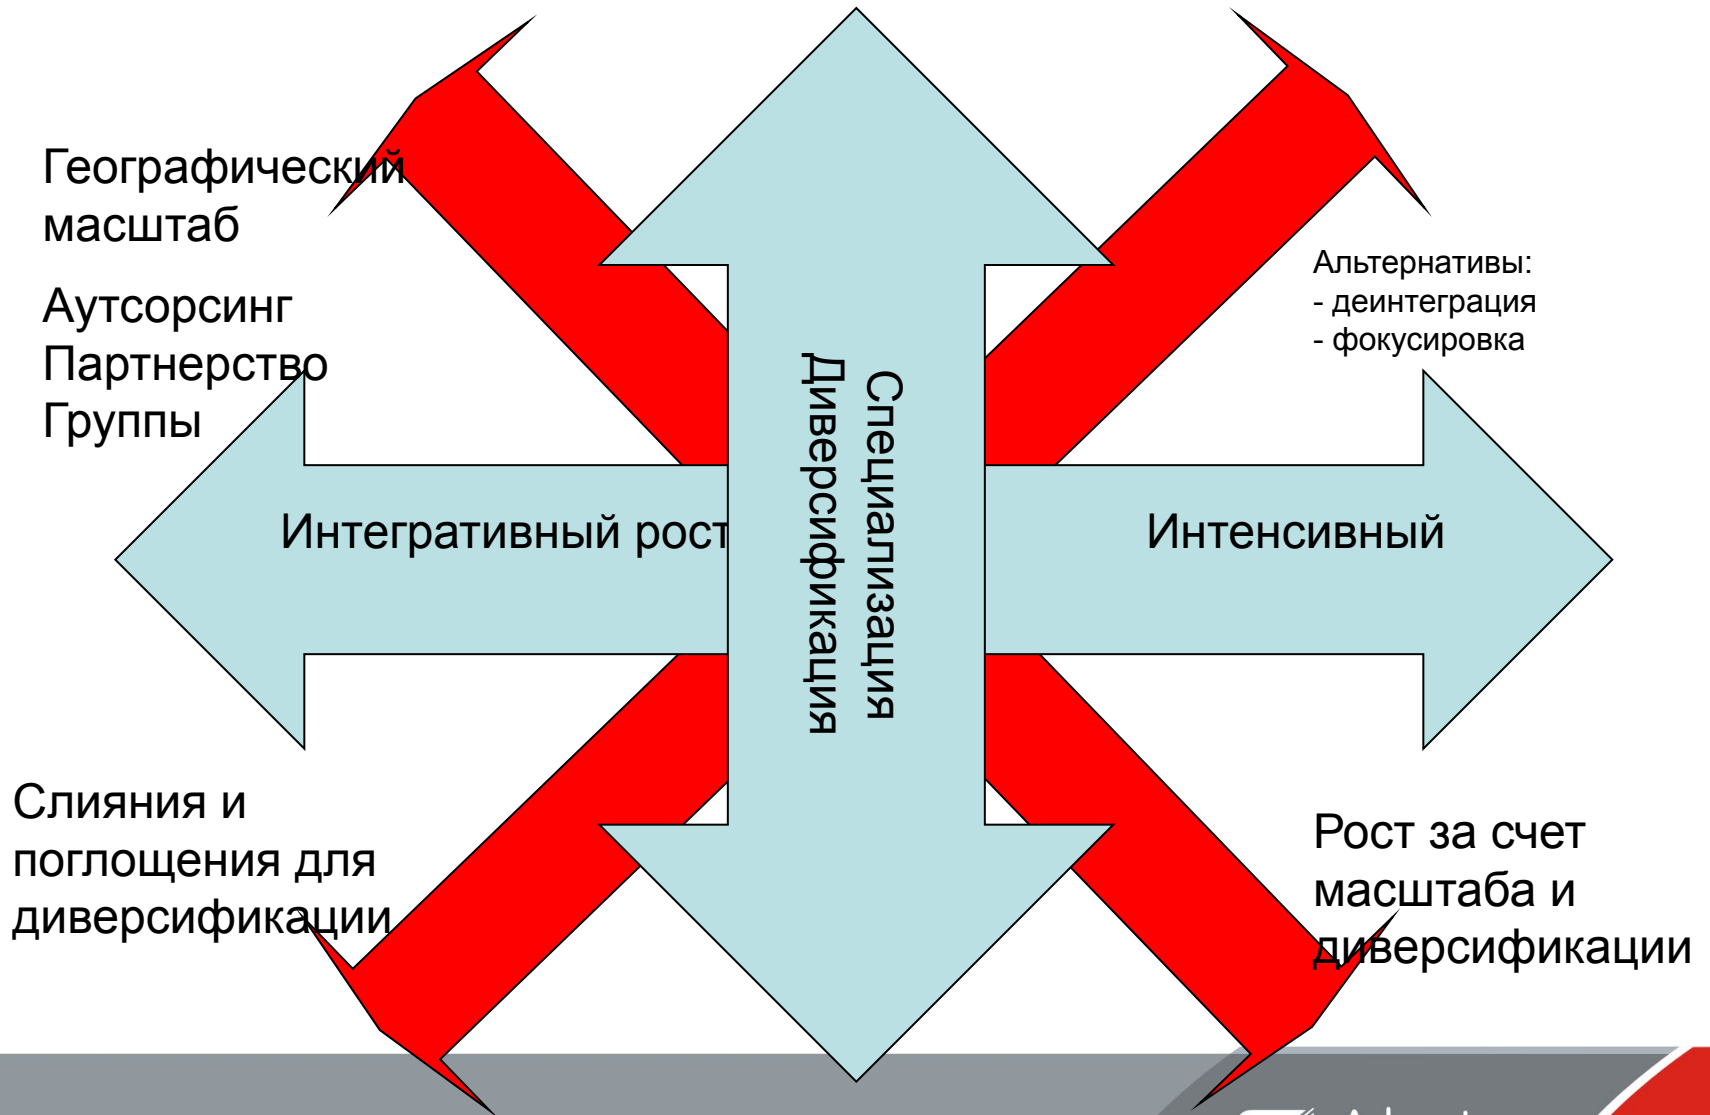 Географический
масштаб
Аутсорсинг
Партнерство
Группы
Альтернативы:
- деинтеграция
- фокусировка
Интегративный рост
Специализация
Диверсификация
Интенсивный
Слияния и
поглощения для
диверсификации
Рост за счет
масштаба и
диверсификации